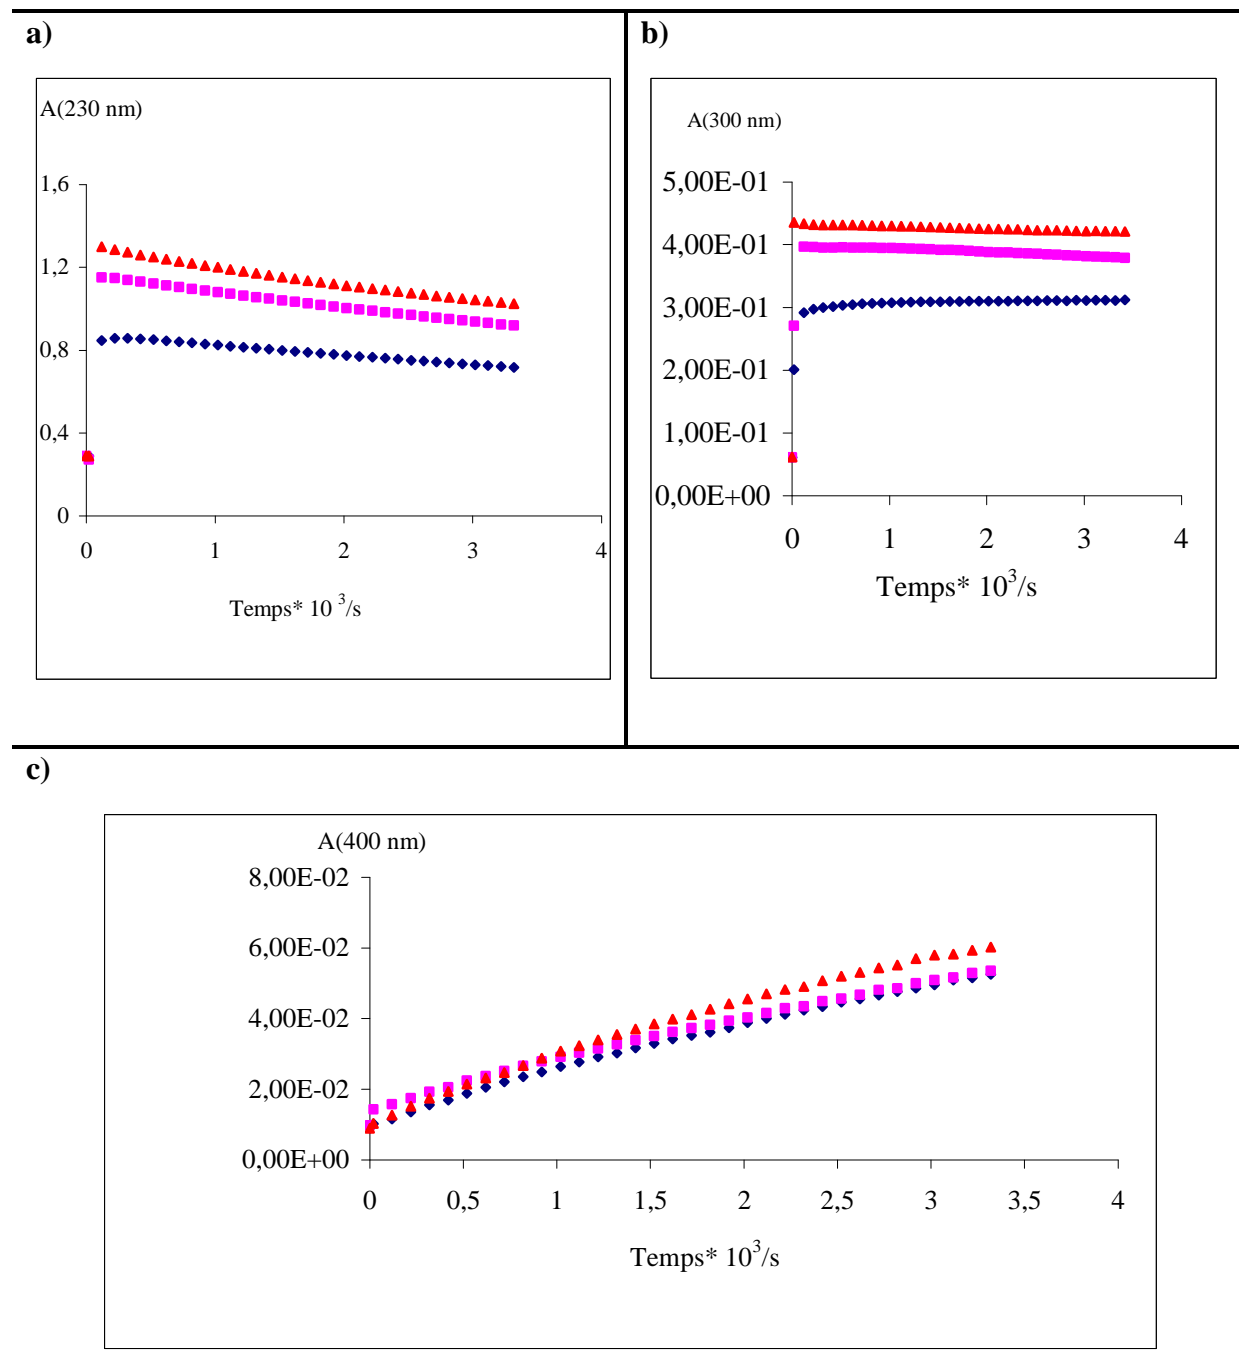 a)
A(230 nm)
1,6
1,2
0,8
0,4
0
0 1 2 3 4
Temps* 10 ³/s
b)
A(300 nm)
5,00E-01
4,00E-01
3,00E-01
2,00E-01
1,00E-01
0,00E+00
0 1 2 3 4
Temps* 10³/s
c)
A(400 nm)
8,00E-02
6,00E-02
4,00E-02
2,00E-02
0,00E+00
0 0,5 1 1,5 2 2,5 3 3,5 4
Temps* 10³/s